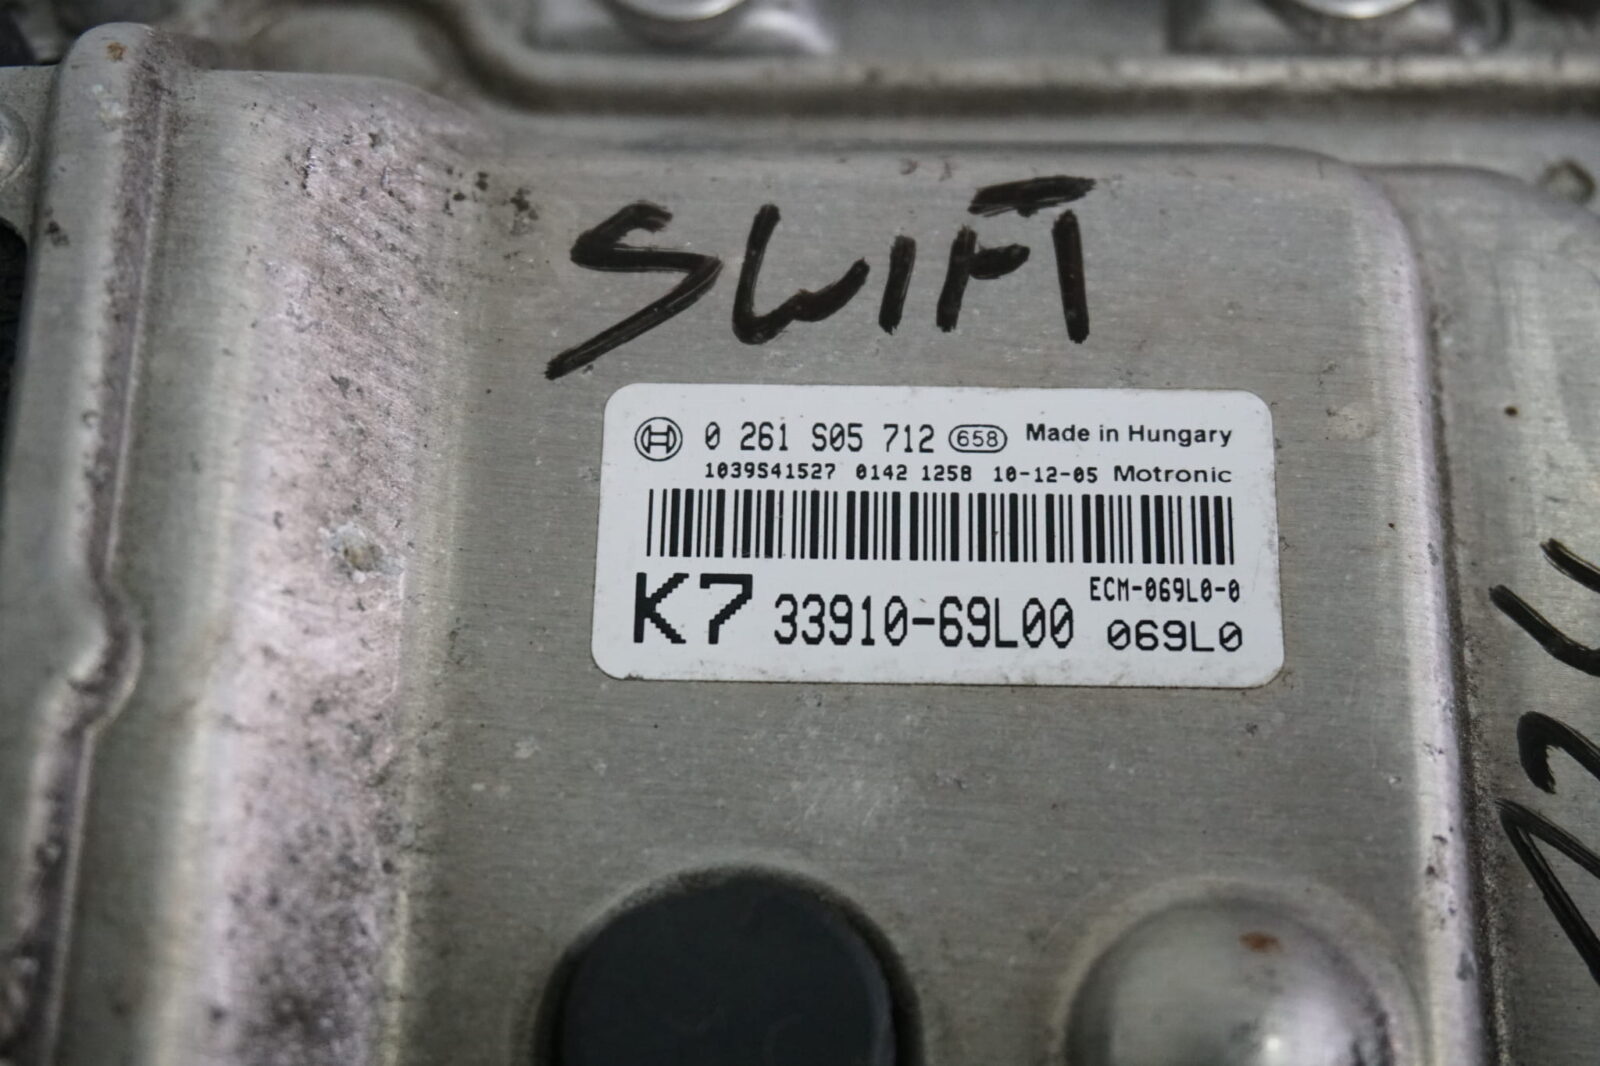 SWIFT
0 261 S05 712 658 Made in Hungary
1039S41527 0142 1258 10-12-05 Motronic
ECM-069L0-0
K7 33910-69L00 069L0